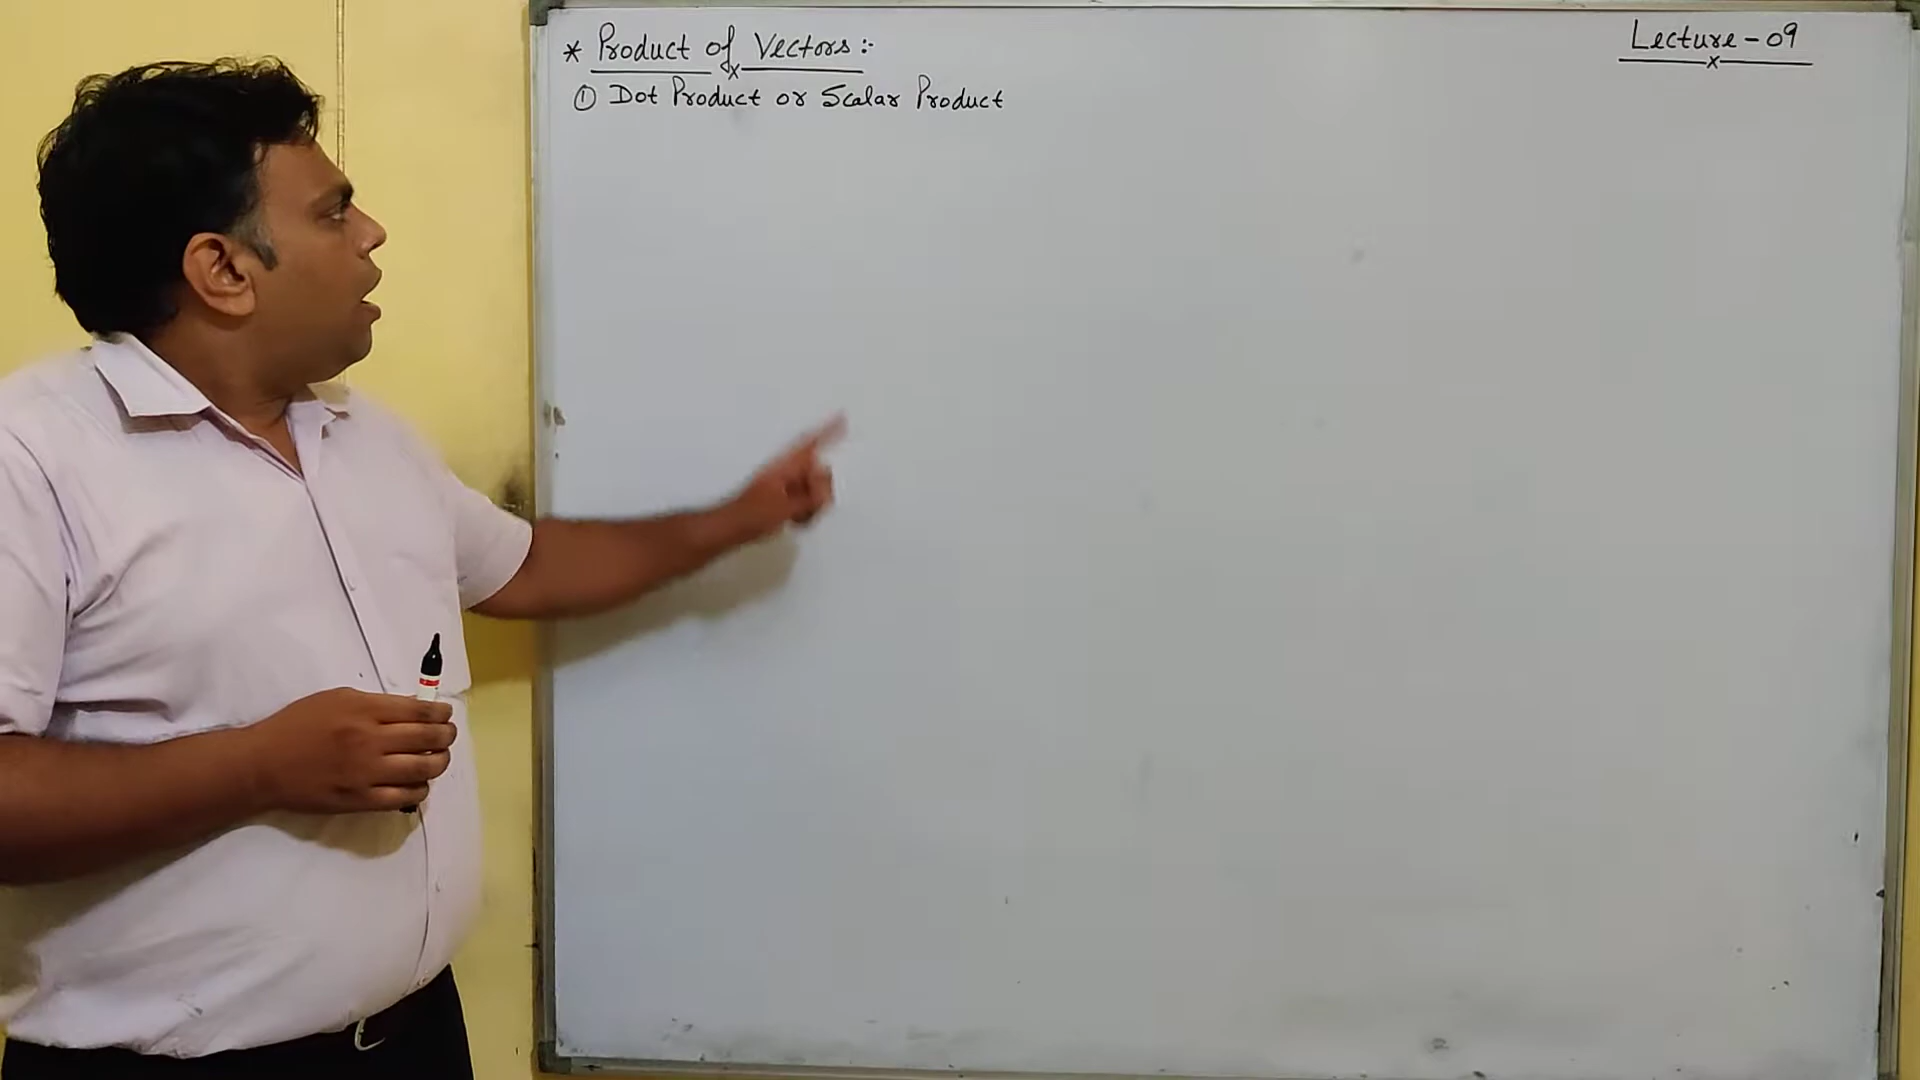 * Product of Vectors :-
Lecture - 09
① Dot Product or Scalar Product